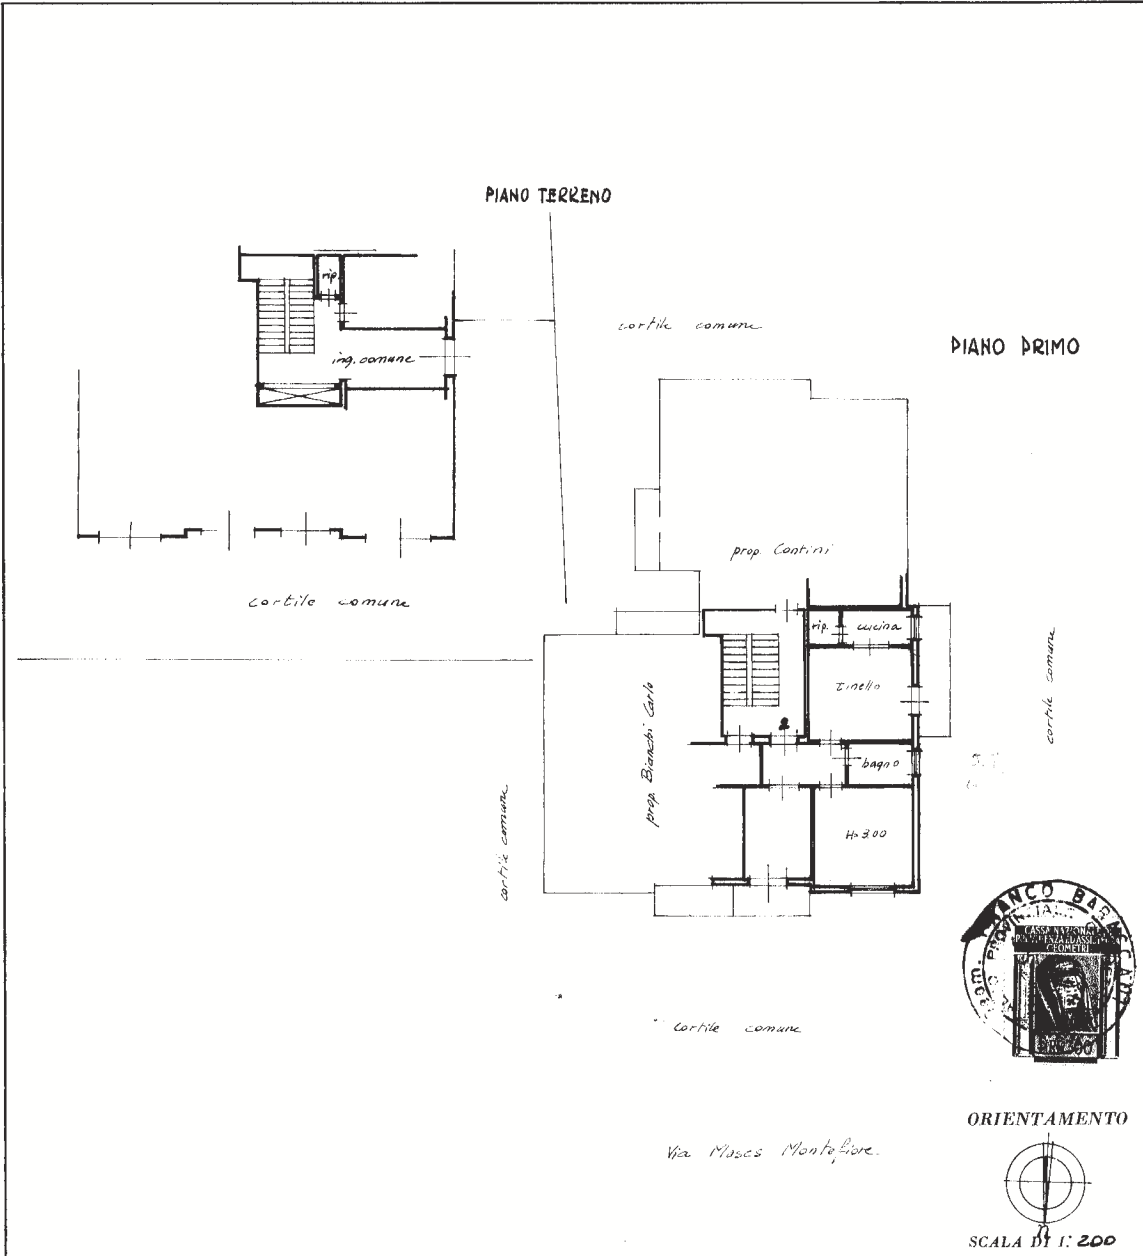 PIANO TERRENO
rip.
ing. comune
cortile comune
cortile comune
PIANO PRIMO
prop. Contini
rip.
cucina
tinello
2
bagno
H= 3.00
prop. Bianchi Carlo
cortile comune
cortile comune
cortile comune
Via Moses Montefiore.
CASSA NAZIONALE
GEOMETRI
ORIENTAMENTO
n
SCALA DI 1: 200